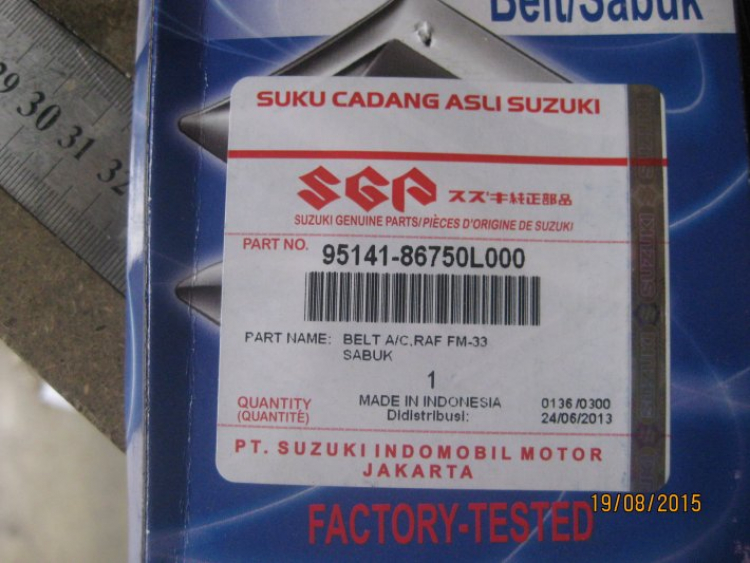 Belt/Sabuk
29 30 31 32
SUKU CADANG ASLI SUZUKI
SGP スズキ純正部品
SUZUKI GENUINE PARTS/PIÈCES D'ORIGINE DE SUZUKI
PART NO. 95141-86750L000
PART NAME: BELT A/C,RAF FM-33
SABUK
1
QUANTITY MADE IN INDONESIA 0136/0300
(QUANTITÈ) Didistribusi: 24/06/2013
PT. SUZUKI INDOMOBIL MOTOR
JAKARTA
FACTORY-TESTED
19/08/2015
SUZUKI